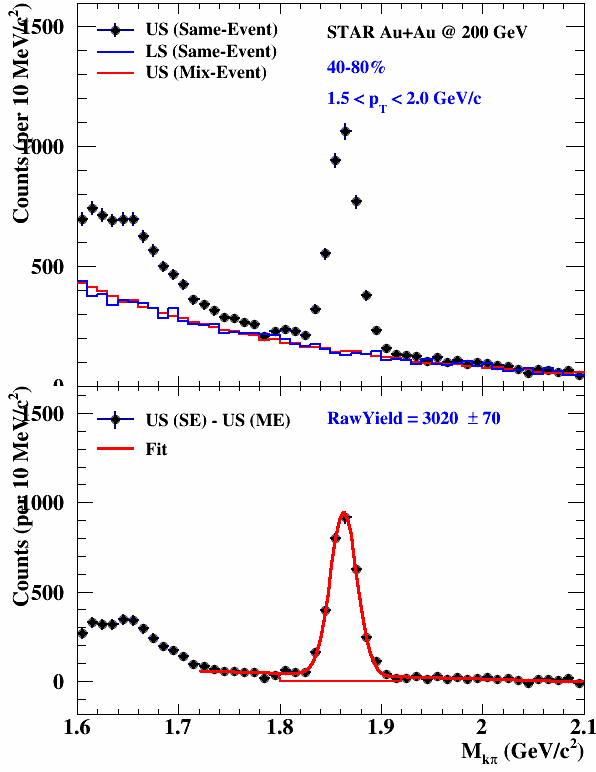 Counts (per 10 MeV/c²)
1500
1000
500
0
US (Same-Event)
LS (Same-Event)
US (Mix-Event)
STAR Au+Au @ 200 GeV
40-80%
1.5 < p_T < 2.0 GeV/c
Counts (per 10 MeV/c²)
1500
1000
500
0
US (SE) - US (ME)
Fit
RawYield = 3020 ± 70
1.6 1.7 1.8 1.9 2 2.1
M_kπ (GeV/c²)